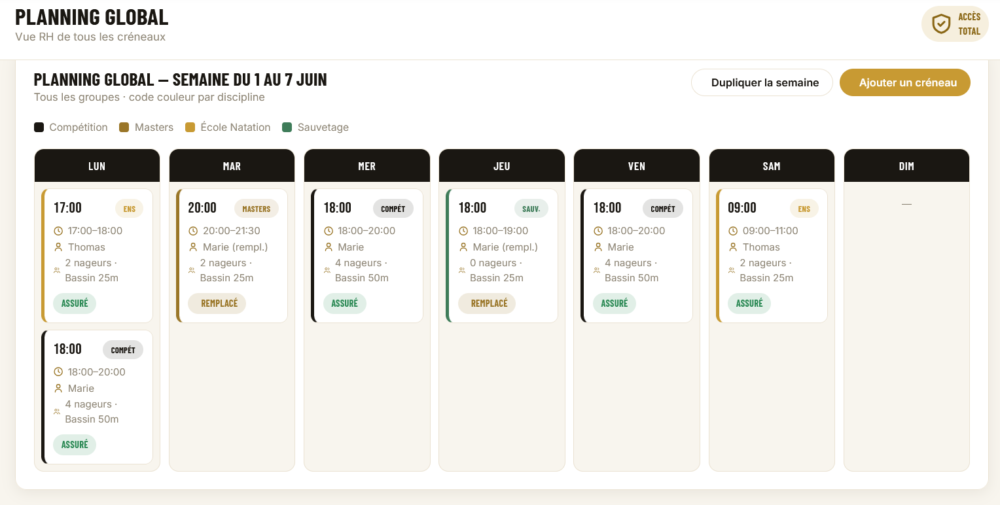 PLANNING GLOBAL
Vue RH de tous les créneaux
ACCÈS
TOTAL
PLANNING GLOBAL — SEMAINE DU 1 AU 7 JUIN
Tous les groupes · code couleur par discipline
Dupliquer la semaine
Ajouter un créneau
Compétition
Masters
École Natation
Sauvetage
LUN
17:00
ENS
17:00–18:00
Thomas
2 nageurs ·
Bassin 25m
ASSURÉ
18:00
COMPÉT
18:00–20:00
Marie
4 nageurs ·
Bassin 50m
ASSURÉ
MAR
20:00
MASTERS
20:00–21:30
Marie (rempl.)
2 nageurs ·
Bassin 25m
REMPLACÉ
MER
18:00
COMPÉT
18:00–20:00
Marie
4 nageurs ·
Bassin 50m
ASSURÉ
JEU
18:00
SAUV.
18:00–19:00
Marie (rempl.)
0 nageurs ·
Bassin 25m
REMPLACÉ
VEN
18:00
COMPÉT
18:00–20:00
Marie
4 nageurs ·
Bassin 50m
ASSURÉ
SAM
09:00
ENS
09:00–11:00
Thomas
2 nageurs ·
Bassin 25m
ASSURÉ
DIM
—